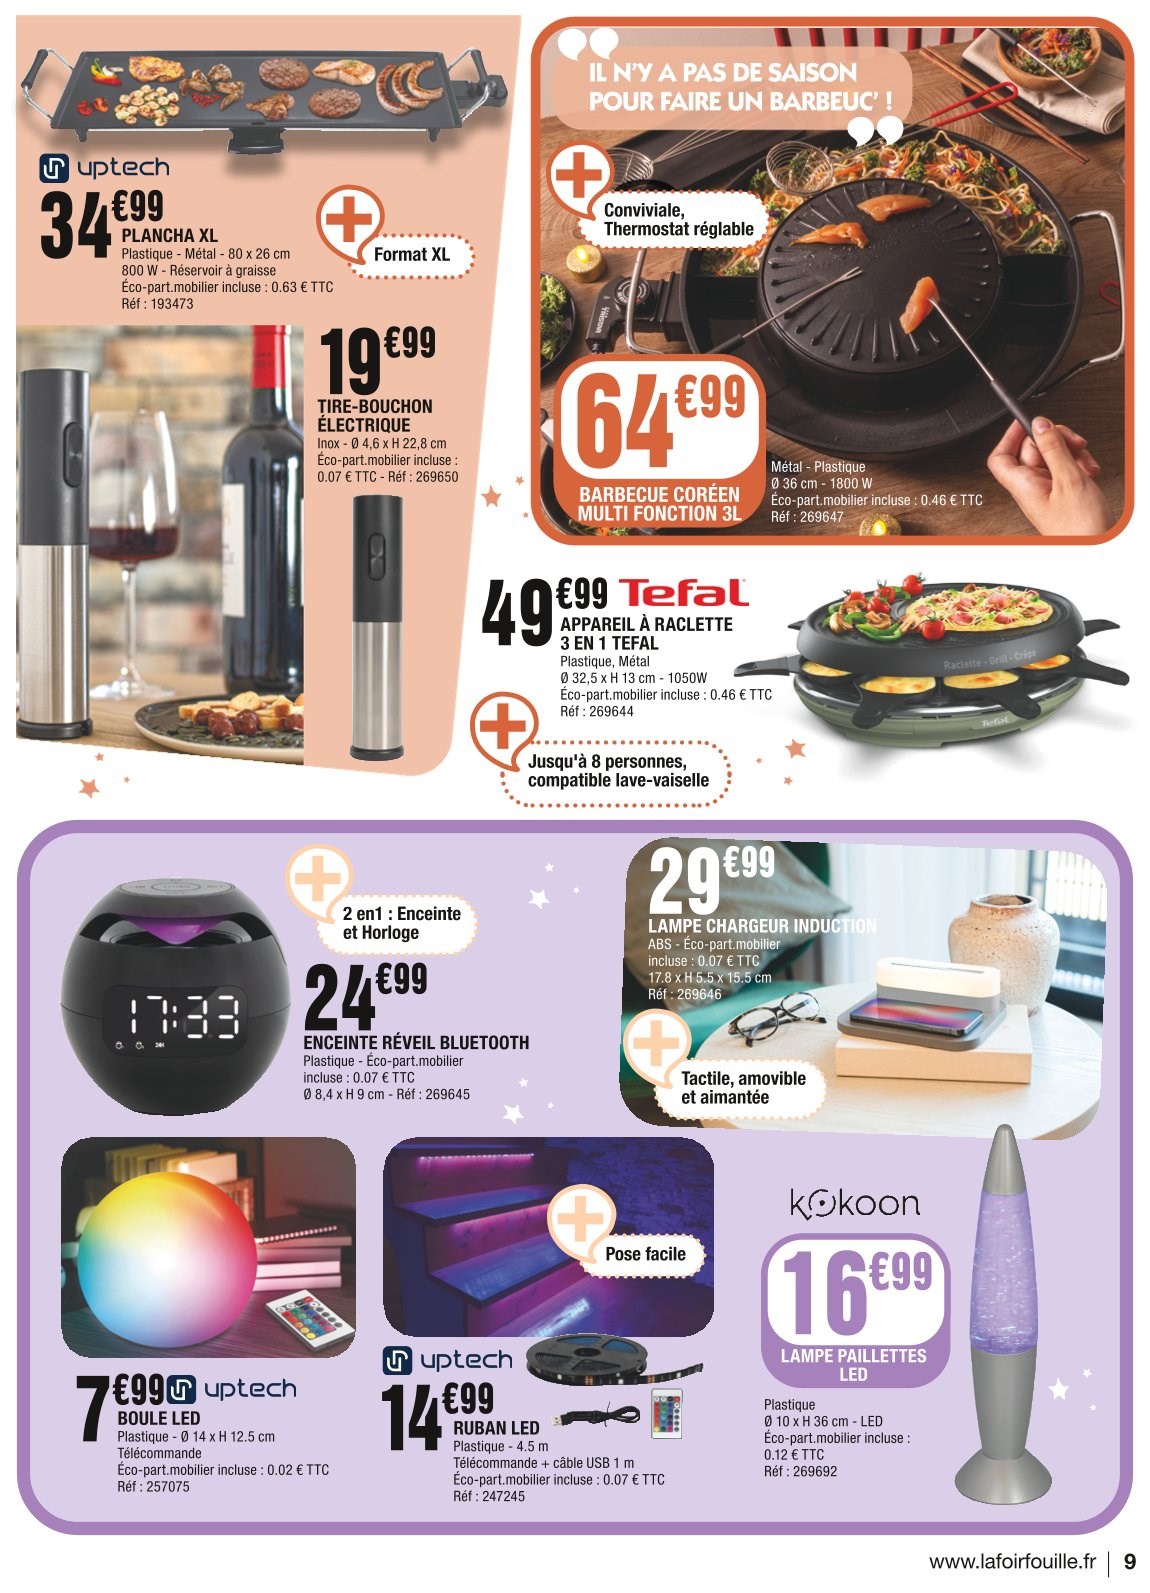 uptech
34€99
PLANCHA XL
Plastique - Métal - 80 x 26 cm
800 W - Réservoir à graisse
Éco-part.mobilier incluse : 0.63 € TTC
Réf : 193473
Format XL
19€99
TIRE-BOUCHON
ÉLECTRIQUE
Inox - Ø 4,6 x H 22,8 cm
Éco-part.mobilier incluse :
0.07 € TTC - Réf : 269650
IL N'Y A PAS DE SAISON
POUR FAIRE UN BARBEUC' !
Conviviale,
Thermostat réglable
64€99
BARBECUE CORÉEN
MULTI FONCTION 3L
Métal - Plastique
Ø 36 cm - 1800 W
Éco-part.mobilier incluse : 0.46 € TTC
Réf : 269647
49€99 Tefal
APPAREIL À RACLETTE
3 EN 1 TEFAL
Plastique, Métal
Ø 32,5 x H 13 cm - 1050W
Éco-part.mobilier incluse : 0.46 € TTC
Réf : 269644
Jusqu'à 8 personnes,
compatible lave-vaiselle
Raclette - Grill - Crêpe
Tefal
2 en1 : Enceinte
et Horloge
17:33
24H
24€99
ENCEINTE RÉVEIL BLUETOOTH
Plastique - Éco-part.mobilier
incluse : 0.07 € TTC
Ø 8,4 x H 9 cm - Réf : 269645
29€99
LAMPE CHARGEUR INDUCTION
ABS - Éco-part.mobilier
incluse : 0.07 € TTC
17.8 x H 5.5 x 15.5 cm
Réf : 269646
Tactile, amovible
et aimantée
7€99 uptech
BOULE LED
Plastique - Ø 14 x H 12.5 cm
Télécommande
Éco-part.mobilier incluse : 0.02 € TTC
Réf : 257075
Pose facile
uptech
14€99
RUBAN LED
Plastique - 4.5 m
Télécommande + câble USB 1 m
Éco-part.mobilier incluse : 0.07 € TTC
Réf : 247245
kokoon
16€99
LAMPE PAILLETTES
LED
Plastique
Ø 10 x H 36 cm - LED
Éco-part.mobilier incluse :
0.12 € TTC
Réf : 269692
www.lafoirfouille.fr | 9